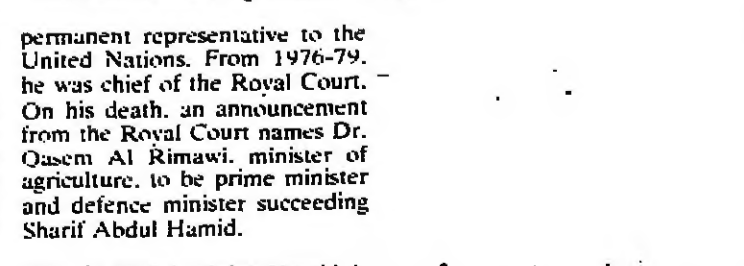 permanent representative to the
United Nations. From 1976-79.
he was chief of the Royal Court.
On his death. an announcement
from the Royal Court names Dr.
Qasem Al Rimawi. minister of
agriculture. to be prime minister
and defence minister succeeding
Sharif Abdul Hamid.